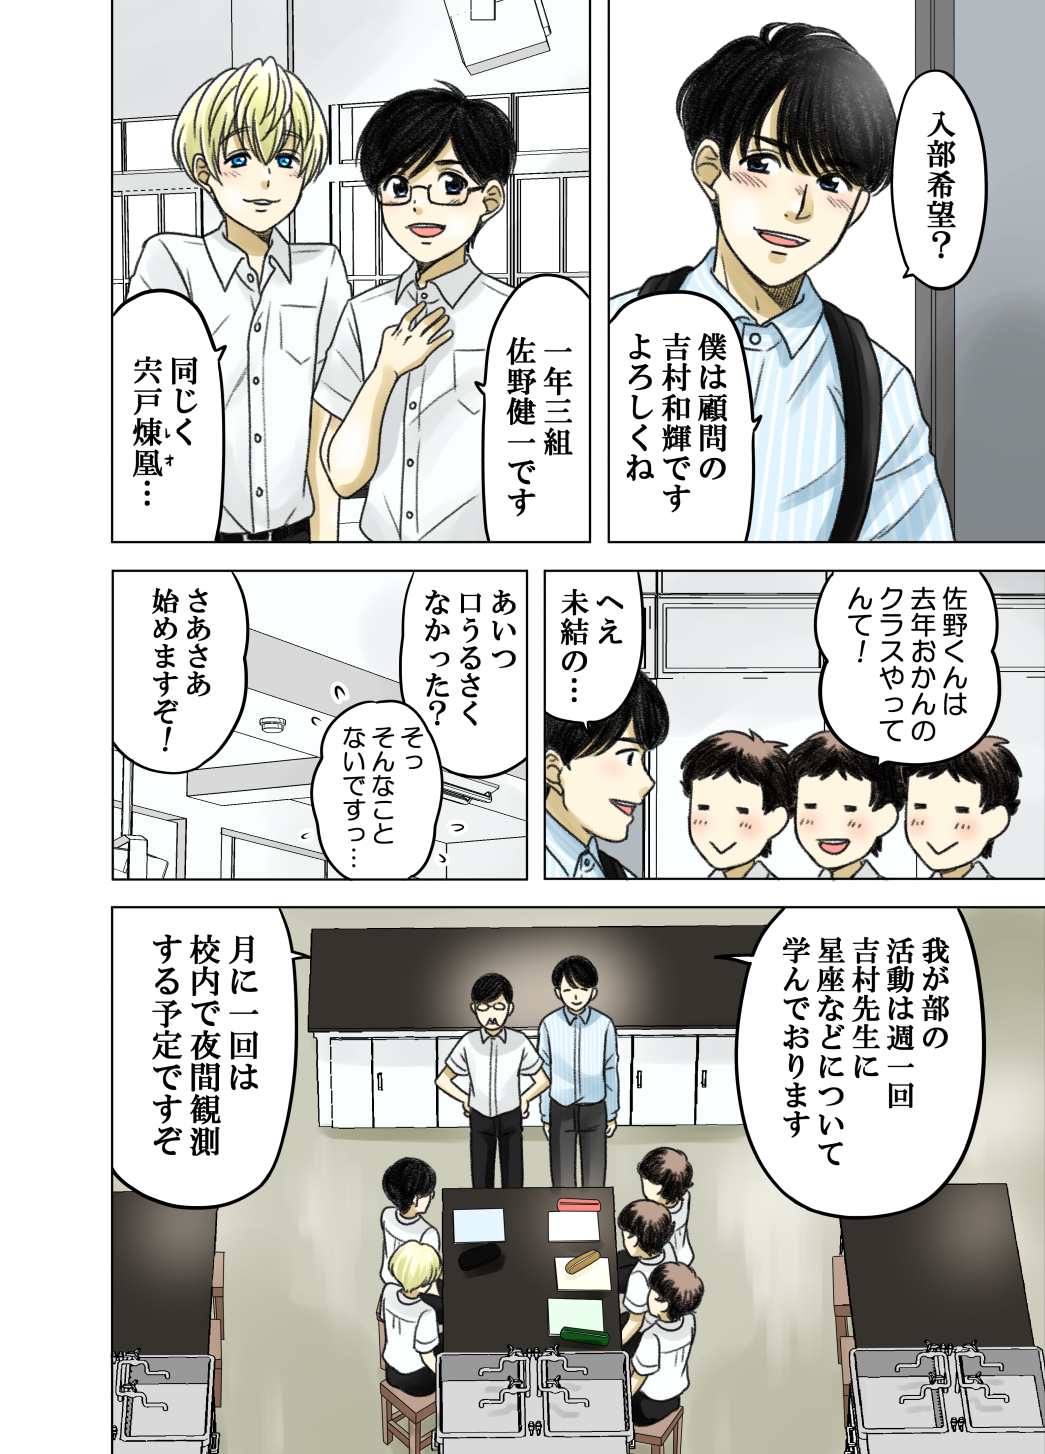 入部希望？
僕は顧問の
吉村和輝です
よろしくね
一年三組
佐野健一です
同じく
宍戸煉凰…
レオ
佐野くんは
去年おかんの
クラスやって
んて！
へえ
未結の…
あいつ
口うるさく
なかった？
そっ
そんなこと
ないですっ…
っ
さあさあ
始めますぞ！
我が部の
活動は週一回
吉村先生に
星座などについて
学んでおります
月に一回は
校内で夜間観測
する予定ですぞ